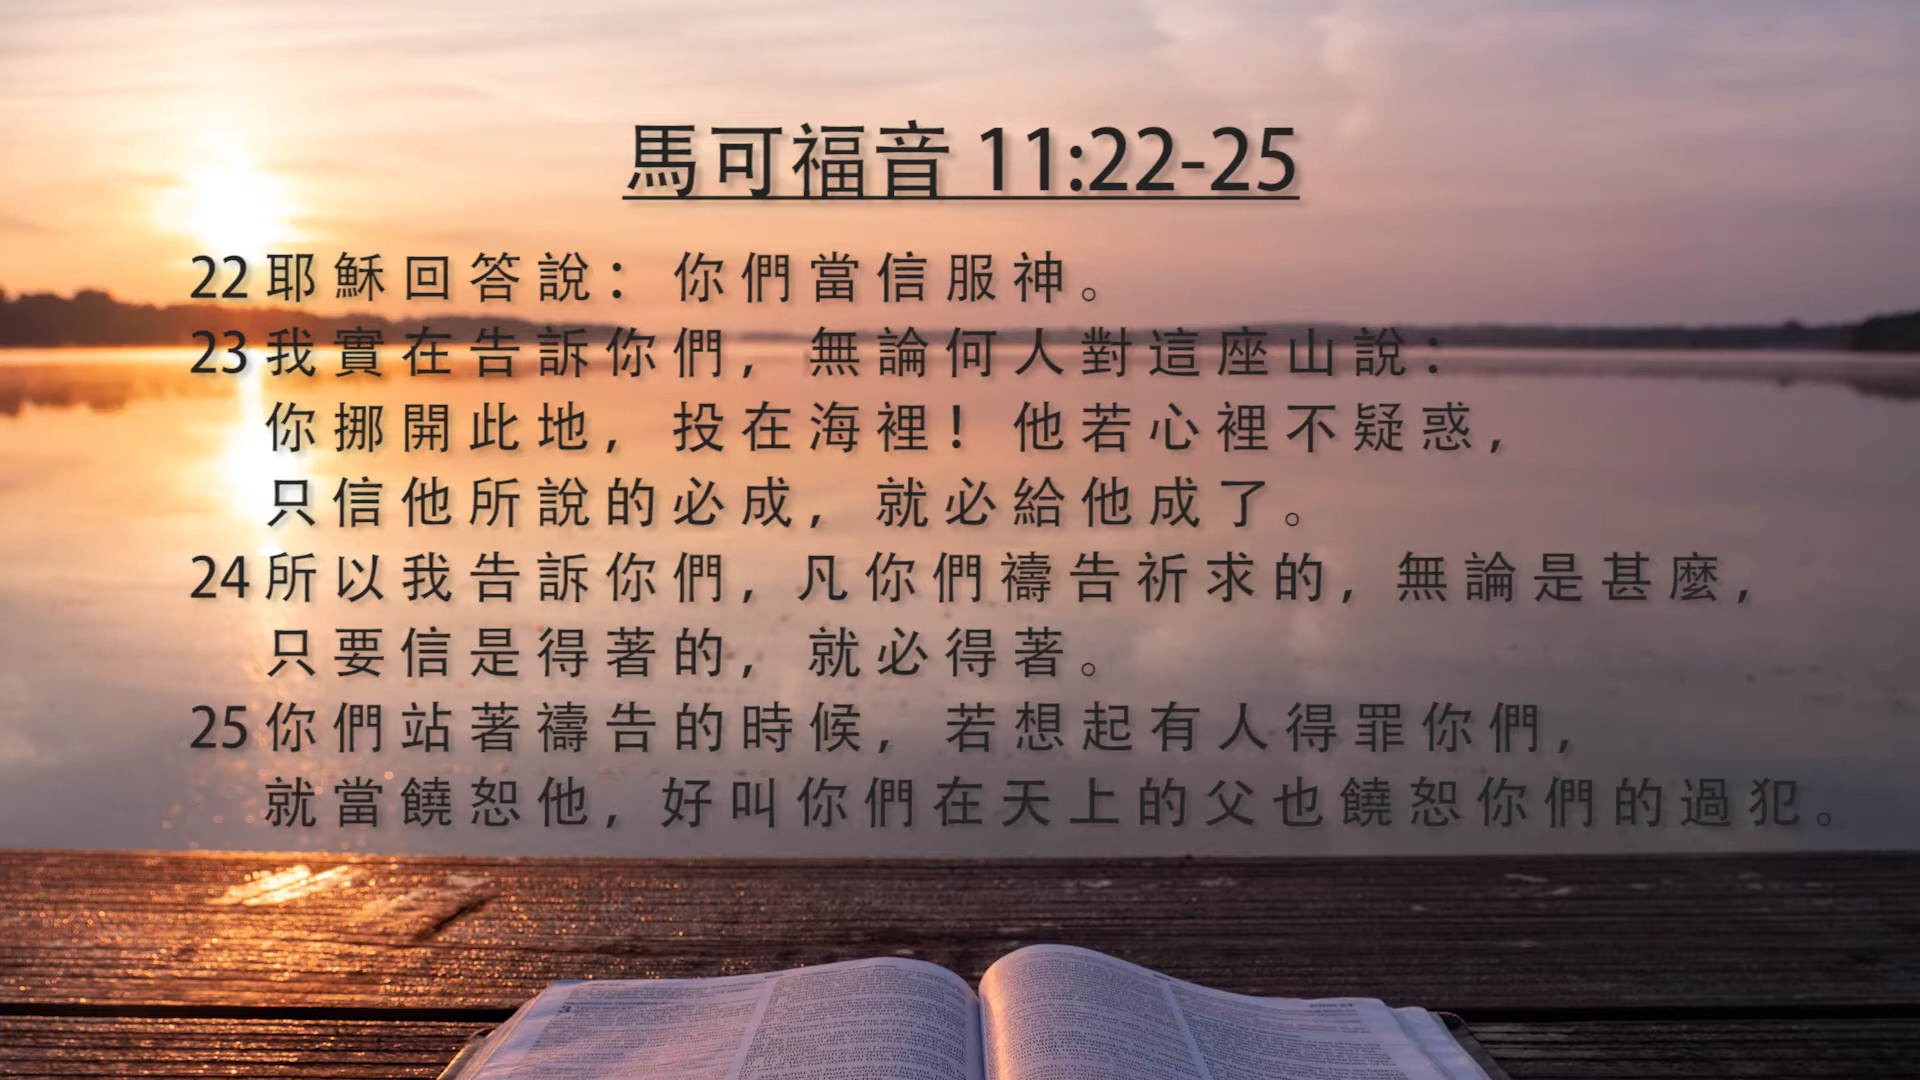 馬可福音 11:22-25
22 耶穌回答說：你們當信服神。
23 我實在告訴你們，無論何人對這座山說：
你挪開此地，投在海裡！他若心裡不疑惑，
只信他所說的必成，就必給他成了。
24 所以我告訴你們，凡你們禱告祈求的，無論是甚麼，
只要信是得著的，就必得著。
25 你們站著禱告的時候，若想起有人得罪你們，
就當饒恕他，好叫你們在天上的父也饒恕你們的過犯。